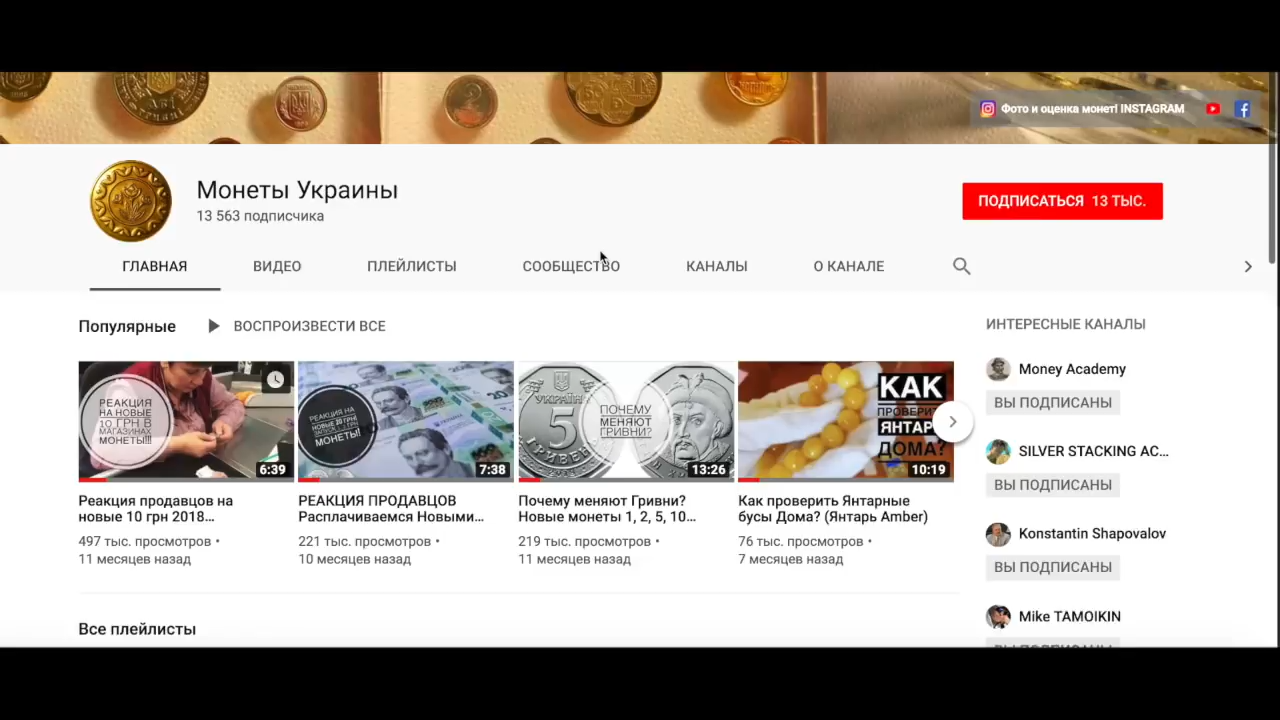 Фото и оценка монет! INSTAGRAM
Монеты Украины
13 563 подписчика
ПОДПИСАТЬСЯ 13 ТЫС.
ГЛАВНАЯ
ВИДЕО
ПЛЕЙЛИСТЫ
СООБЩЕСТВО
КАНАЛЫ
О КАНАЛЕ
Популярные
ВОСПРОИЗВЕСТИ ВСЕ
РЕАКЦИЯ
НА НОВЫЕ
10 ГРН В
МАГАЗИНАХ
МОНЕТЫ!!!
6:39
Реакция продавцов на
новые 10 грн 2018...
497 тыс. просмотров •
11 месяцев назад
РЕАКЦИЯ НА
НОВЫЕ 20 ГРН!
МОНЕТЫ!
7:38
РЕАКЦИЯ ПРОДАВЦОВ
Расплачиваемся Новыми...
221 тыс. просмотров •
10 месяцев назад
УКРАЇНА
5
ПОЧЕМУ
МЕНЯЮТ
ГРИВНИ?
13:26
Почему меняют Гривни?
Новые монеты 1, 2, 5, 10...
219 тыс. просмотров •
11 месяцев назад
КАК
ПРОВЕРИТЬ
ЯНТАРЬ
ДОМА?
10:19
Как проверить Янтарные
бусы Дома? (Янтарь Amber)
76 тыс. просмотров •
7 месяцев назад
Все плейлисты
ИНТЕРЕСНЫЕ КАНАЛЫ
Money Academy
ВЫ ПОДПИСАНЫ
SILVER STACKING AC...
ВЫ ПОДПИСАНЫ
Konstantin Shapovalov
ВЫ ПОДПИСАНЫ
Mike TAMOIKIN
ВЫ ПОДПИСАНЫ